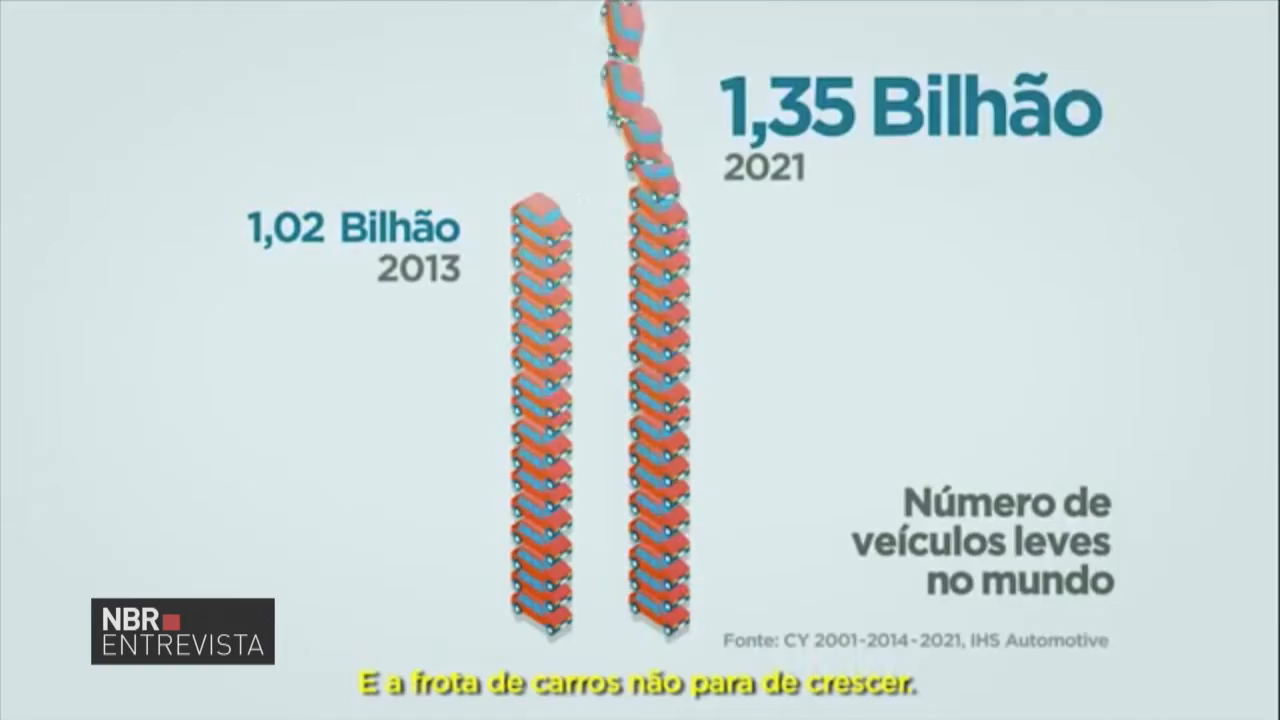 1,35 Bilhão
2021
1,02 Bilhão
2013
Número de
veículos leves
no mundo
Fonte: CY 2001-2014-2021, IHS Automotive
NBR
ENTREVISTA
E a frota de carros não para de crescer.